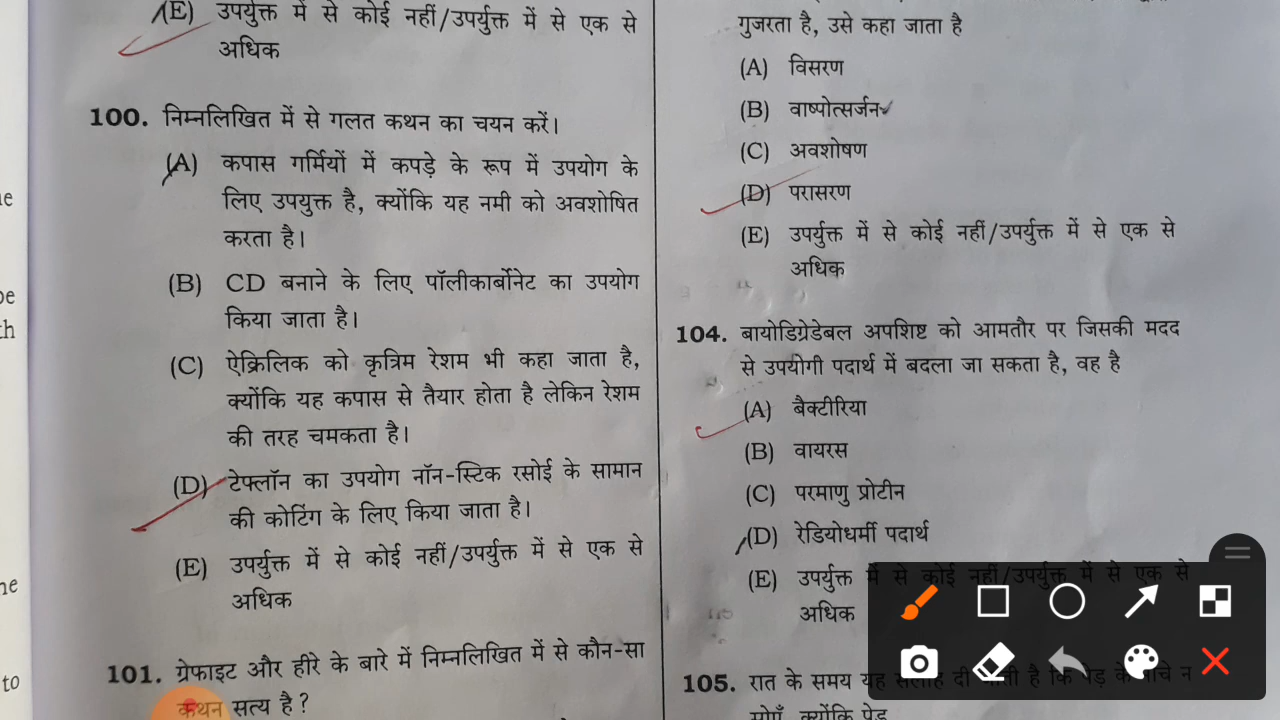 (E) उपर्युक्त में से कोई नहीं/उपर्युक्त में से एक से
अधिक
100. निम्नलिखित में से गलत कथन का चयन करें।
(A) कपास गर्मियों में कपड़े के रूप में उपयोग के
लिए उपयुक्त है, क्योंकि यह नमी को अवशोषित
करता है।
(B) CD बनाने के लिए पॉलीकार्बोनेट का उपयोग
किया जाता है।
(C) ऐक्रिलिक को कृत्रिम रेशम भी कहा जाता है,
क्योंकि यह कपास से तैयार होता है लेकिन रेशम
की तरह चमकता है।
(D) टेफ्लॉन का उपयोग नॉन-स्टिक रसोई के सामान
की कोटिंग के लिए किया जाता है।
(E) उपर्युक्त में से कोई नहीं/उपर्युक्त में से एक से
अधिक
101. ग्रेफाइट और हीरे के बारे में निम्नलिखित में से कौन-सा
कथन सत्य है?
गुजरता है, उसे कहा जाता है
(A) विसरण
(B) वाष्पोत्सर्जन
(C) अवशोषण
(D) परासरण
(E) उपर्युक्त में से कोई नहीं/उपर्युक्त में से एक से
अधिक
104. बायोडिग्रेडेबल अपशिष्ट को आमतौर पर जिसकी मदद
से उपयोगी पदार्थ में बदला जा सकता है, वह है
(A) बैक्टीरिया
(B) वायरस
(C) परमाणु प्रोटीन
(D) रेडियोधर्मी पदार्थ
(E) उपर्युक्त में से कोई नहीं/उपर्युक्त में से एक से
अधिक
105. रात के समय यह सलाह दी जाती है कि पेड़ के नीचे न
सोएँ, क्योंकि पेड़